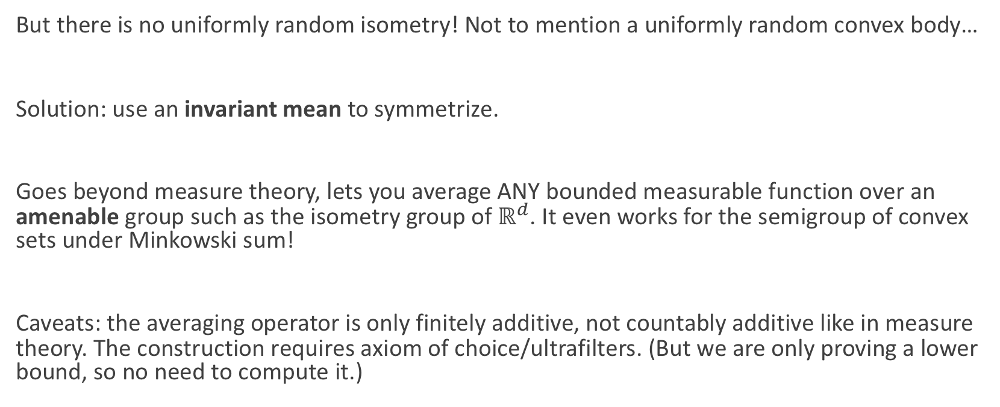 But there is no uniformly random isometry! Not to mention a uniformly random convex body…
Solution: use an invariant mean to symmetrize.
Goes beyond measure theory, lets you average ANY bounded measurable function over an
amenable group such as the isometry group of ℝᵈ. It even works for the semigroup of convex
sets under Minkowski sum!
Caveats: the averaging operator is only finitely additive, not countably additive like in measure
theory. The construction requires axiom of choice/ultrafilters. (But we are only proving a lower
bound, so no need to compute it.)